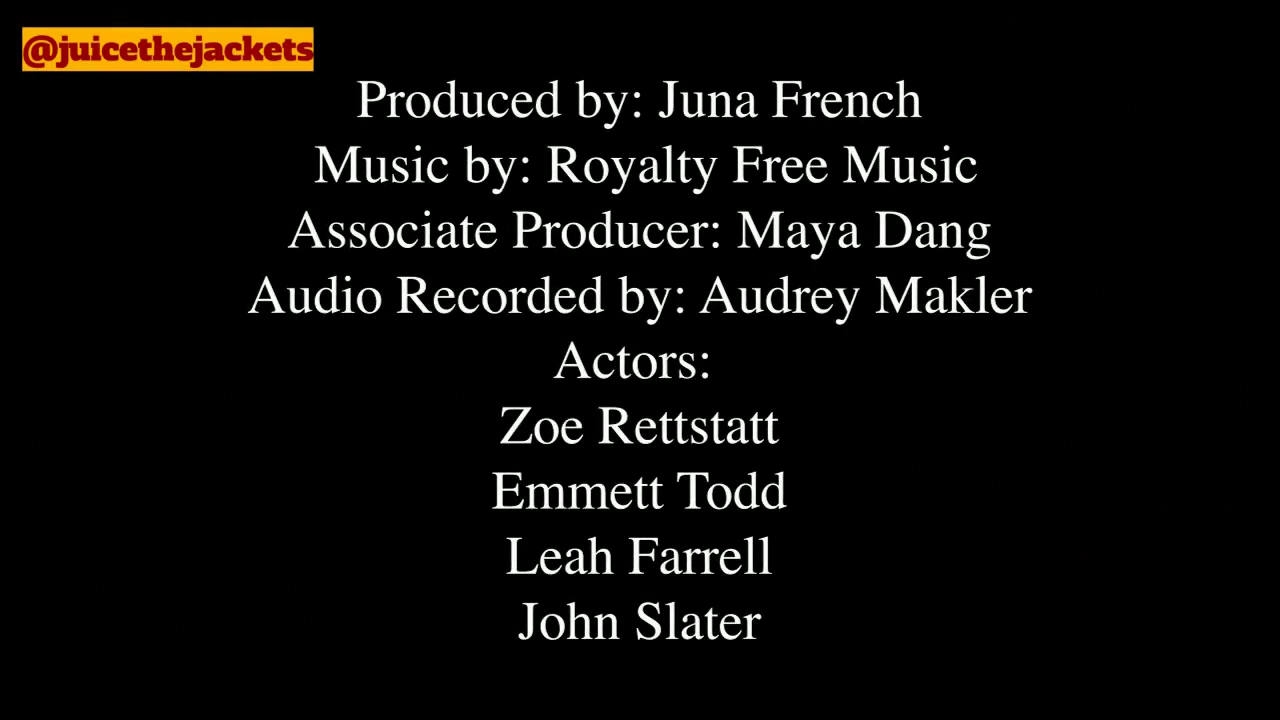 @juicethejackets
Produced by: Juna French
Music by: Royalty Free Music
Associate Producer: Maya Dang
Audio Recorded by: Audrey Makler
Actors:
Zoe Rettstatt
Emmett Todd
Leah Farrell
John Slater